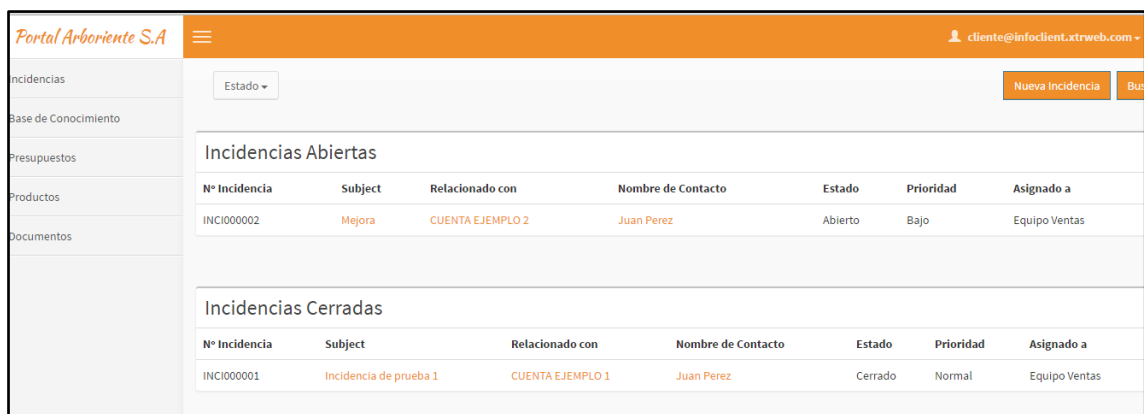 Portal Arboriente S.A
cliente@infoclient.xtrweb.com
Incidencias
Base de Conocimiento
Presupuestos
Productos
Documentos
Estado
Nueva Incidencia
Incidencias Abiertas
Nº Incidencia Subject Relacionado con Nombre de Contacto Estado Prioridad Asignado a
INCI000002 Mejora CUENTA EJEMPLO 2 Juan Perez Abierto Bajo Equipo Ventas
Incidencias Cerradas
Nº Incidencia Subject Relacionado con Nombre de Contacto Estado Prioridad Asignado a
INCI000001 Incidencia de prueba 1 CUENTA EJEMPLO 1 Juan Perez Cerrado Normal Equipo Ventas